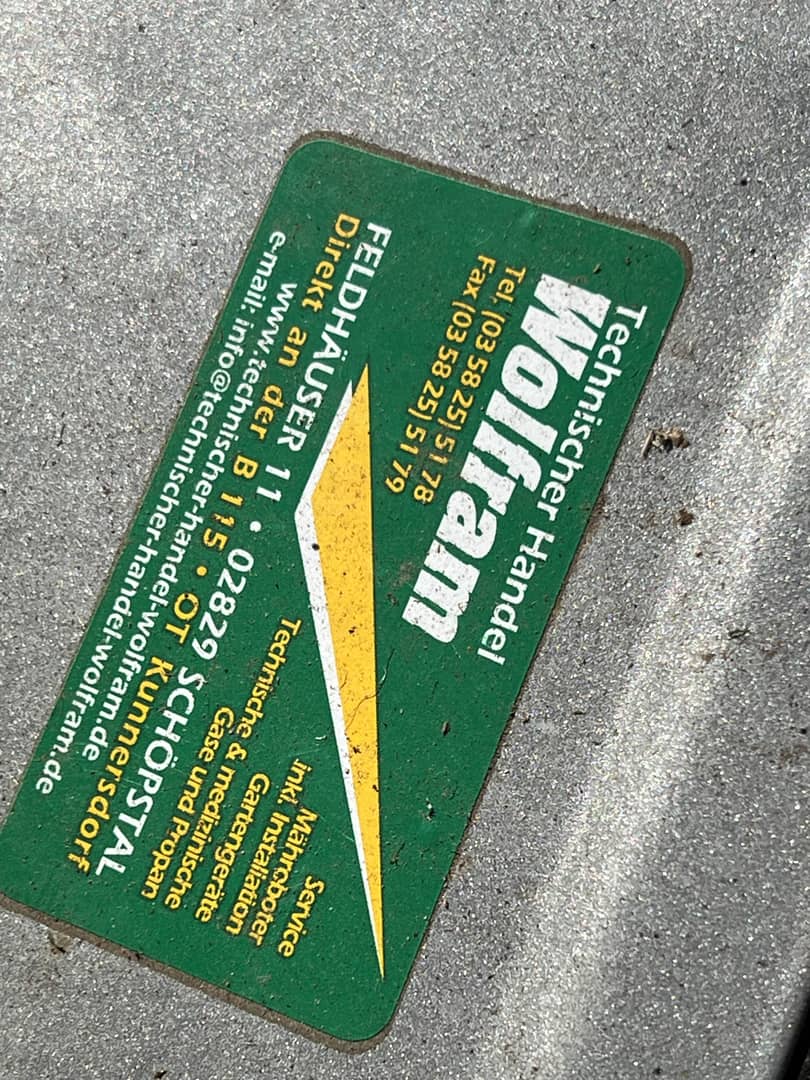 Technischer Handel
Wolfram
Tel. (03 58 25) 51 78
Fax (03 58 25) 51 79
Service
Mähroboter
inkl. Installation
Gartengeräte
Technische & medizinische
Gase und Propan
FELDHÄUSER 11 • 02829 SCHÖPSTAL
Direkt an der B 115 • OT Kunnersdorf
www.technischer-handel-wolfram.de
e-mail: info@technischer-handel-wolfram.de